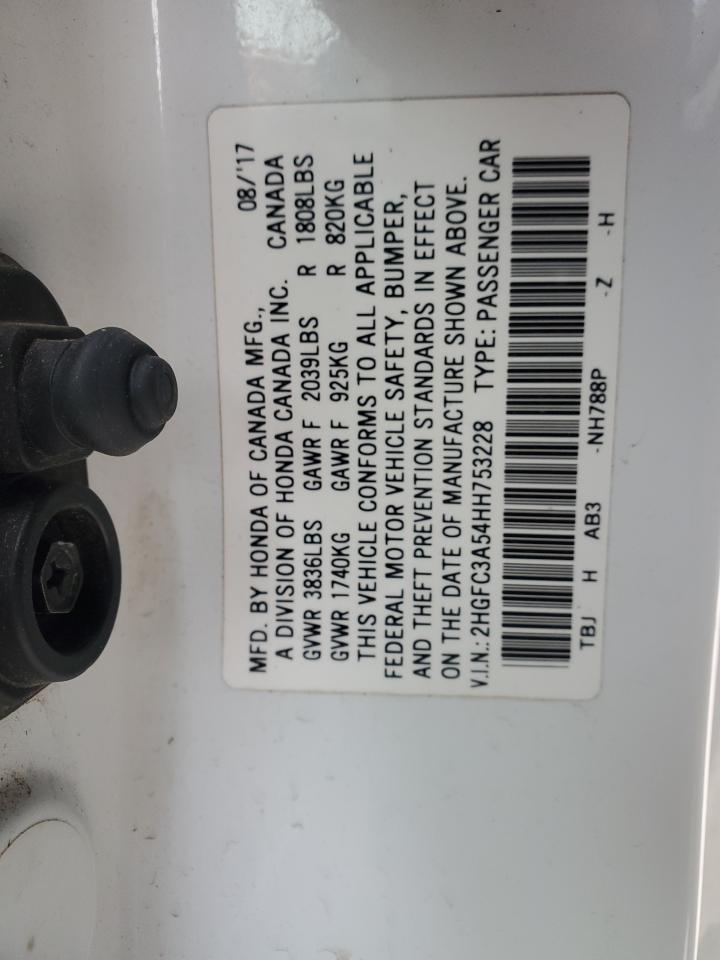 MFD. BY HONDA OF CANADA MFG., 08/'17
A DIVISION OF HONDA CANADA INC. CANADA
GVWR 3836LBS GAWR F 2039LBS R 1808LBS
GVWR 1740KG GAWR F 925KG R 820KG
THIS VEHICLE CONFORMS TO ALL APPLICABLE
FEDERAL MOTOR VEHICLE SAFETY, BUMPER,
AND THEFT PREVENTION STANDARDS IN EFFECT
ON THE DATE OF MANUFACTURE SHOWN ABOVE.
V.I.N.: 2HGFC3A54HH753228 TYPE: PASSENGER CAR
TBJ H AB3 -NH788P -Z -H